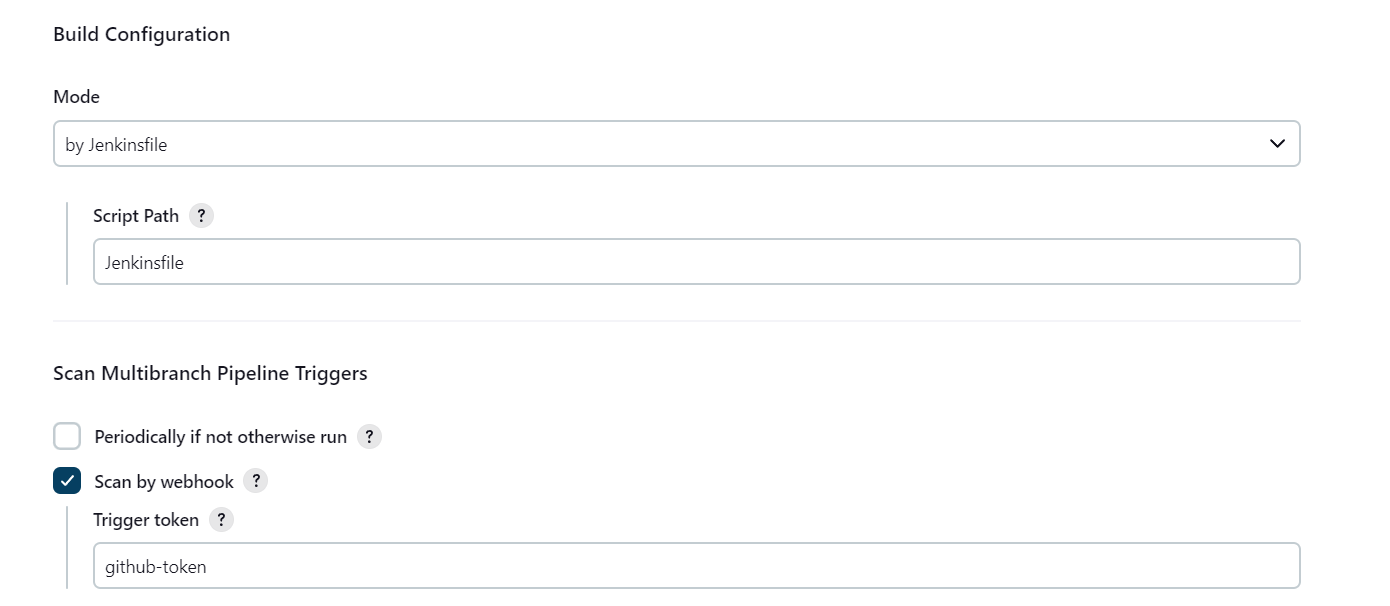 Build Configuration
Mode
by Jenkinsfile
Script Path ?
Jenkinsfile
Scan Multibranch Pipeline Triggers
Periodically if not otherwise run ?
Scan by webhook ?
Trigger token ?
github-token